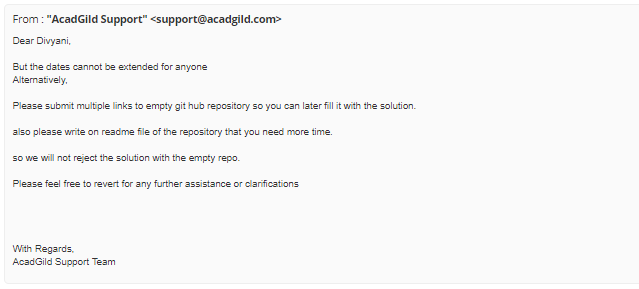 From : "AcadGild Support" <support@acadgild.com>
Dear Divyani,
But the dates cannot be extended for anyone
Alternatively,
Please submit multiple links to empty git hub repository so you can later fill it with the solution.
also please write on readme file of the repository that you need more time.
so we will not reject the solution with the empty repo.
Please feel free to revert for any further assistance or clarifications
With Regards,
AcadGild Support Team